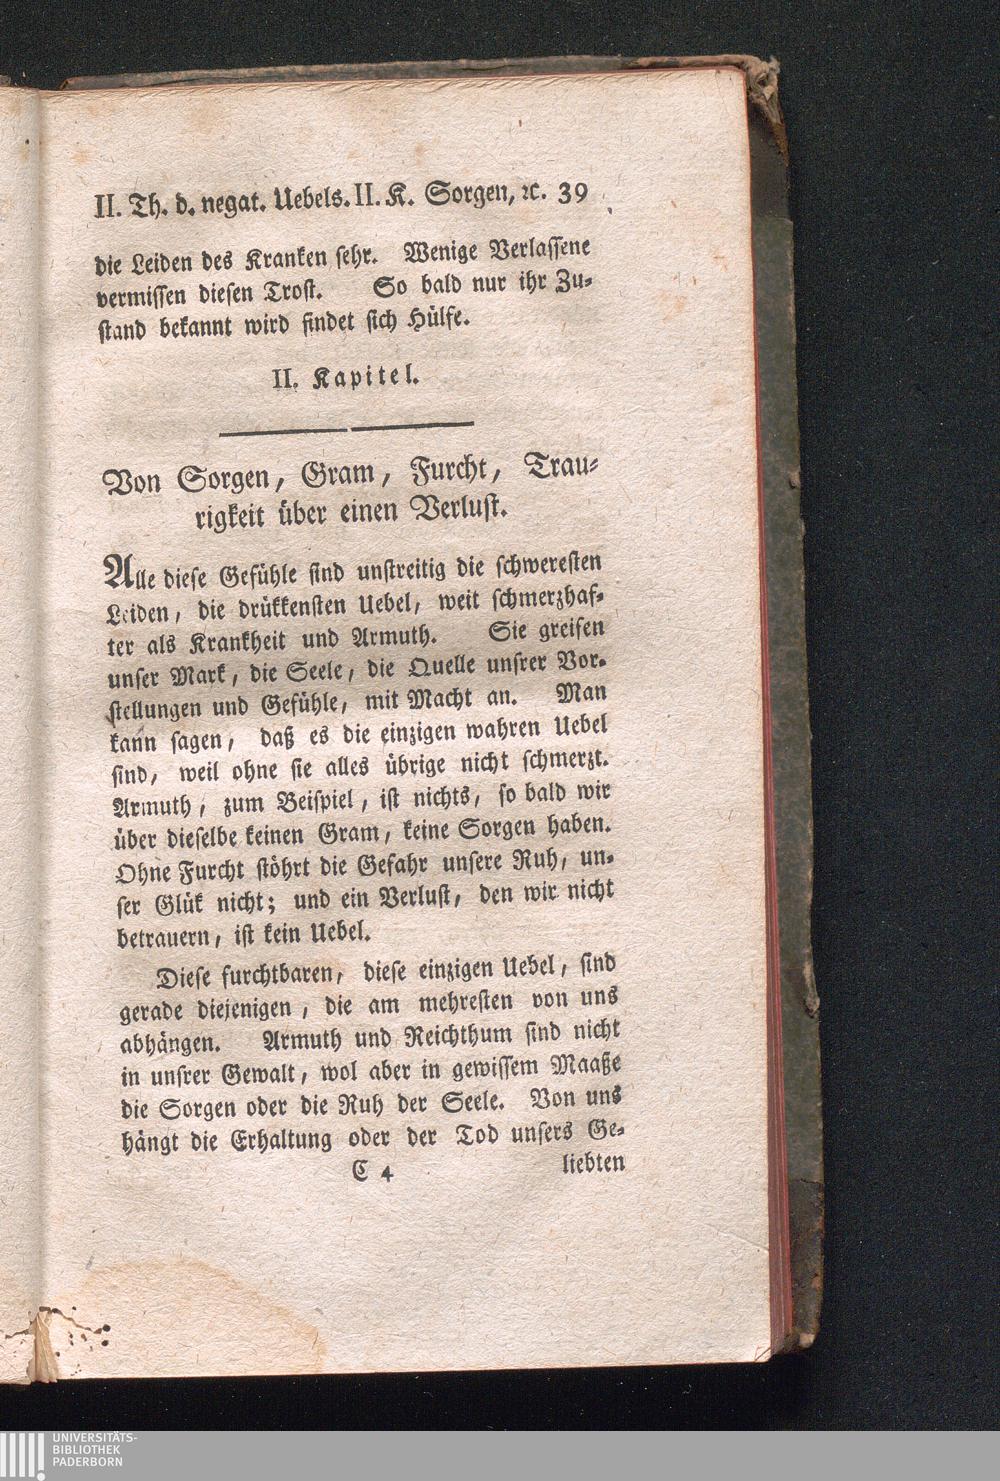 II. Th. d. negat. Uebels. II. K. Sorgen, ꝛc. 39
die Leiden des Kranken sehr. Wenige Verlassene
vermissen diesen Trost. So bald nur ihr Zu-
stand bekannt wird findet sich Hülfe.
II. Kapitel.
Von Sorgen, Gram, Furcht, Trau-
rigkeit über einen Verlust.
Alle diese Gefühle sind unstreitig die schweresten
Leiden, die drükkensten Uebel, weit schmerzhaf-
ter als Krankheit und Armuth. Sie greifen
unser Mark, die Seele, die Quelle unsrer Vor-
stellungen und Gefühle, mit Macht an. Man
kann sagen, daß es die einzigen wahren Uebel
sind, weil ohne sie alles übrige nicht schmerzt.
Armuth, zum Beispiel, ist nichts, so bald wir
über dieselbe keinen Gram, keine Sorgen haben.
Ohne Furcht stöhrt die Gefahr unsere Ruh, un-
ser Glük nicht; und ein Verlust, den wir nicht
betrauern, ist kein Uebel.
Diese furchtbaren, diese einzigen Uebel, sind
gerade diejenigen, die am mehresten von uns
abhängen. Armuth und Reichthum sind nicht
in unsrer Gewalt, wol aber in gewissem Maaße
die Sorgen oder die Ruh der Seele. Von uns
hängt die Erhaltung oder der Tod unsers Ge-
C 4 liebten
UNIVERSITÄTS-
BIBLIOTHEK
PADERBORN